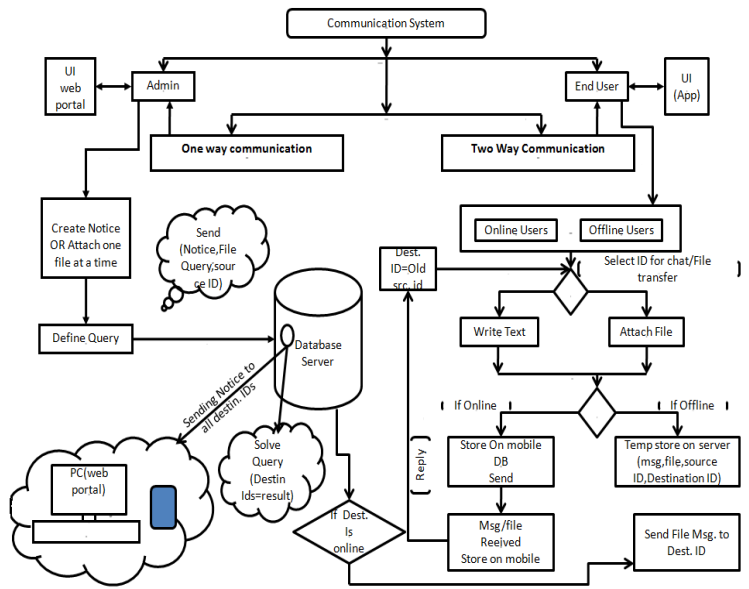 Communication System
UI
web
portal
Admin
End User
UI
(App)
One way communication
Two Way Communication
Create Notice
OR Attach one
file at a time
Send
(Notice,File
Query,sour
ce ID)
Online Users
Offline Users
Dest.
ID=Old
src. id
Select ID for chat/File
transfer
Define Query
Database
Server
Write Text
Attach File
Sending Notice to
all destin. IDs
If Online
If Offline
Reply
Solve
Query
(Destin
Ids=result)
Store On mobile
DB
Send
Temp store on server
(msg,file,source
ID,Destination ID)
PC(web
portal)
If Dest.
Is
online
Msg/file
Reeived
Store on mobile
Send File Msg. to
Dest. ID